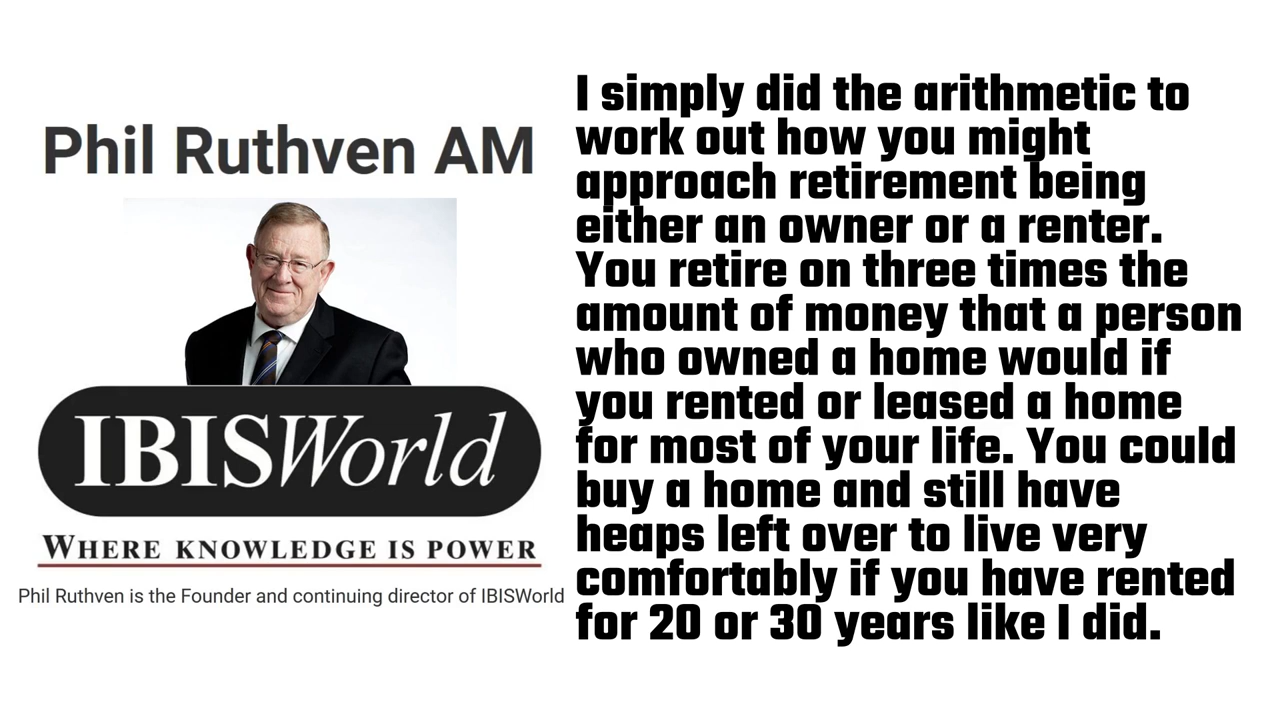 Phil Ruthven AM
IBISWorld
WHERE KNOWLEDGE IS POWER
Phil Ruthven is the Founder and continuing director of IBISWorld
I simply did the arithmetic to
work out how you might
approach retirement being
either an owner or a renter.
You retire on three times the
amount of money that a person
who owned a home would if
you rented or leased a home
for most of your life. You could
buy a home and still have
heaps left over to live very
comfortably if you have rented
for 20 or 30 years like I did.